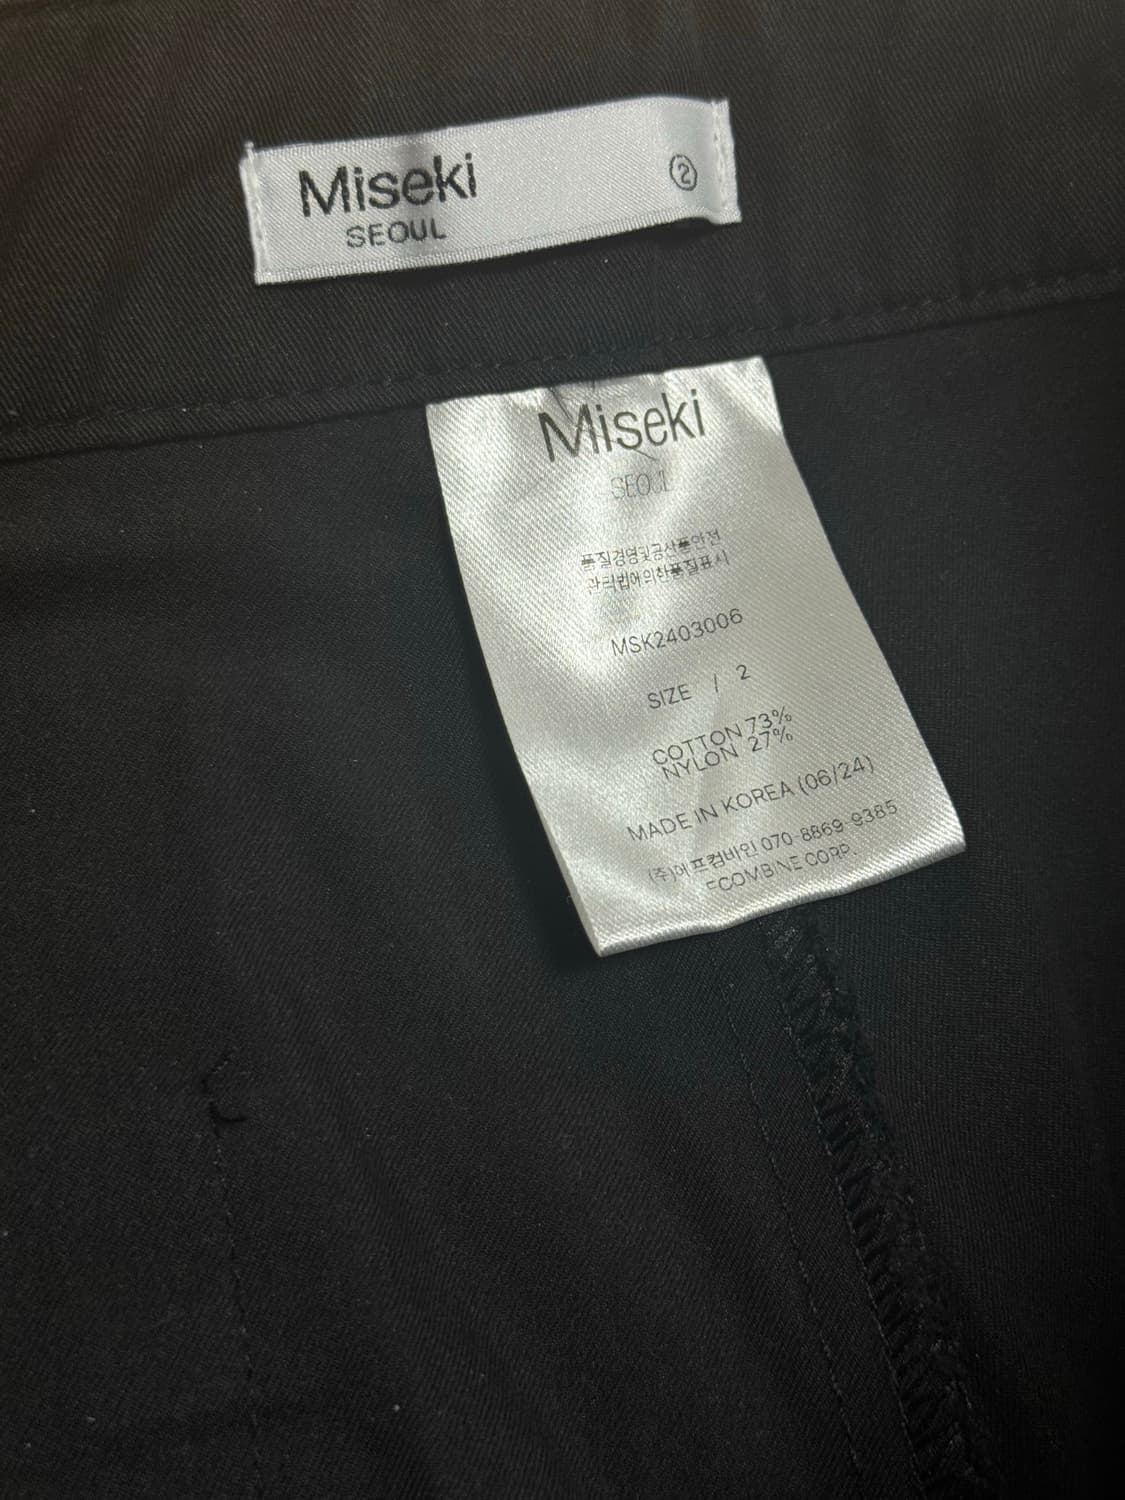 Miseki
②
SEOUL
Miseki
SEOUL
품질경영및공산품안전
관리법에의한품질표시
MSK2403006
SIZE / 2
COTTON 73%
NYLON 27%
MADE IN KOREA (06/24)
(주)에프컴바인 070-8869-9385
FCOMBINE CORP.